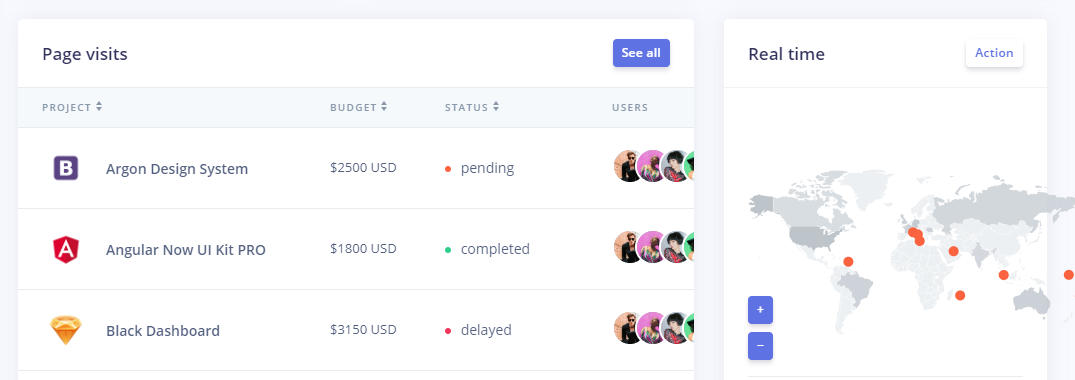 Page visits
See all
PROJECT
BUDGET
STATUS
USERS
B
Argon Design System
$2500 USD
pending
A
Angular Now UI Kit PRO
$1800 USD
completed
Black Dashboard
$3150 USD
delayed
Real time
Action
+
−